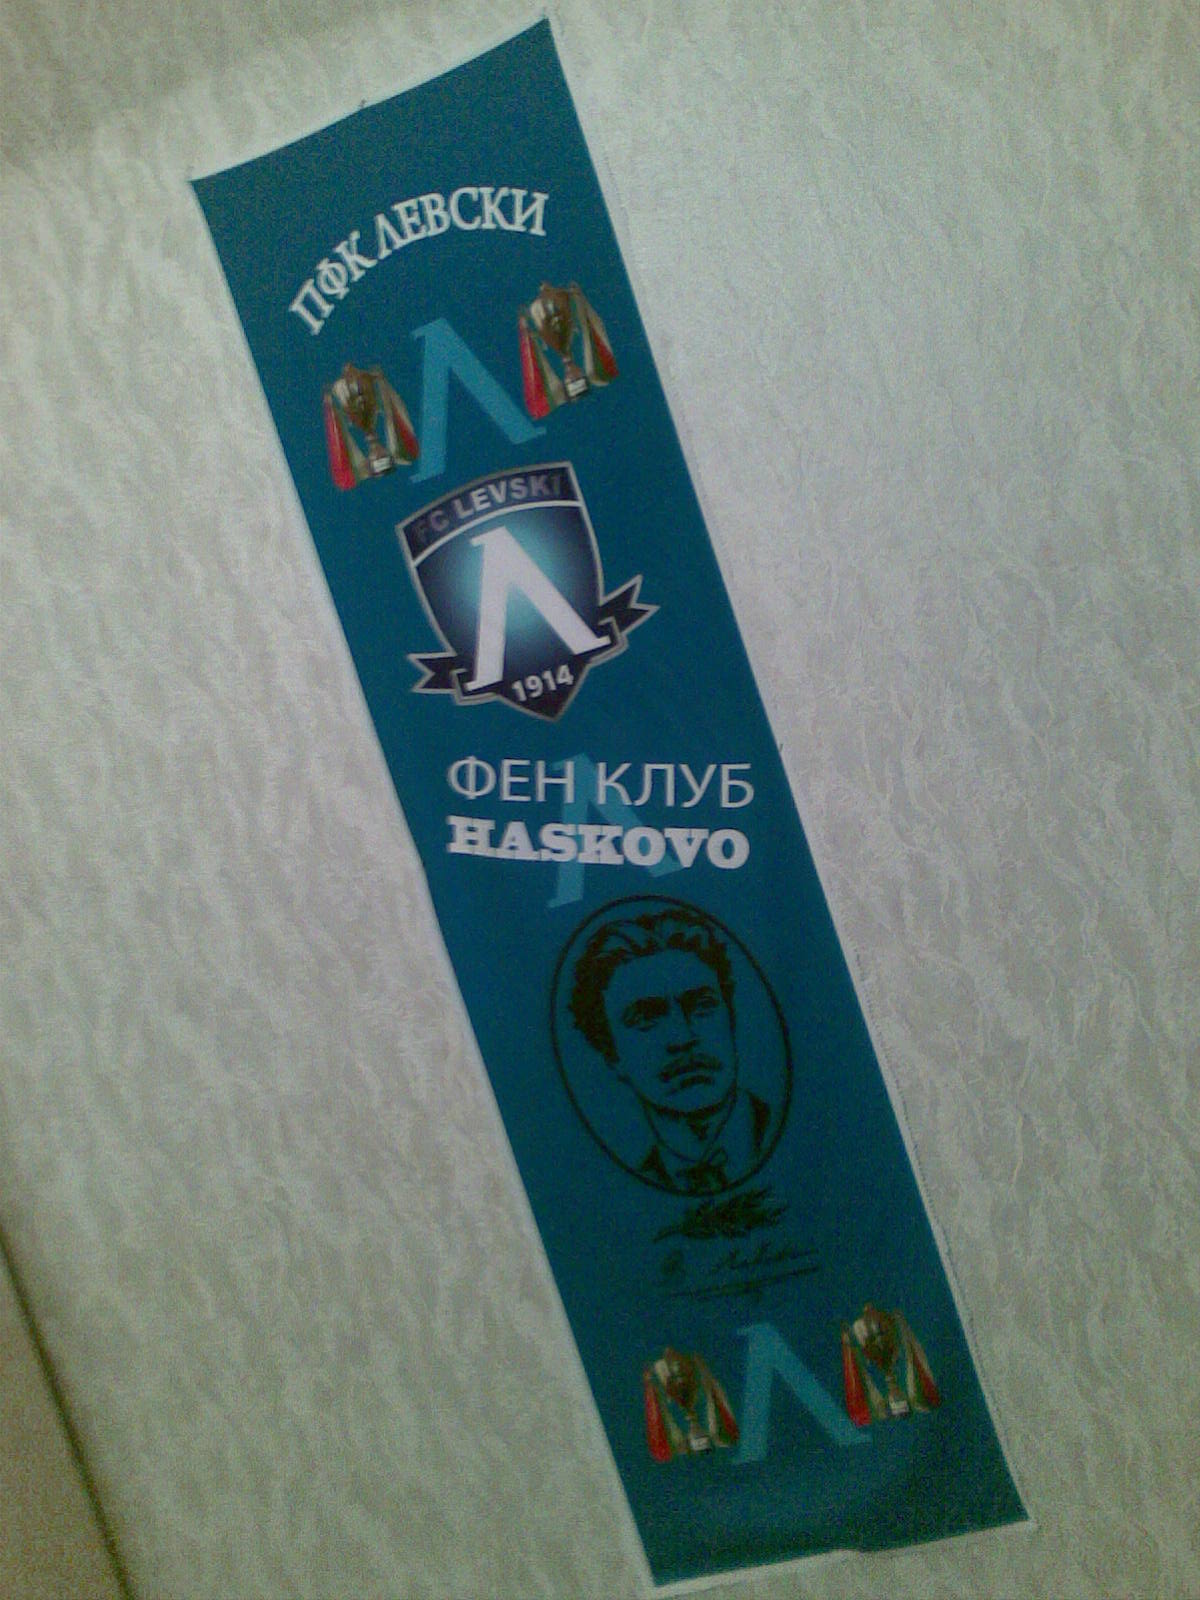 ПФК ЛЕВСКИ
Λ
FC LEVSKI
Λ
1914
ФЕН КЛУБ
HASKOVO
Λ
Λ